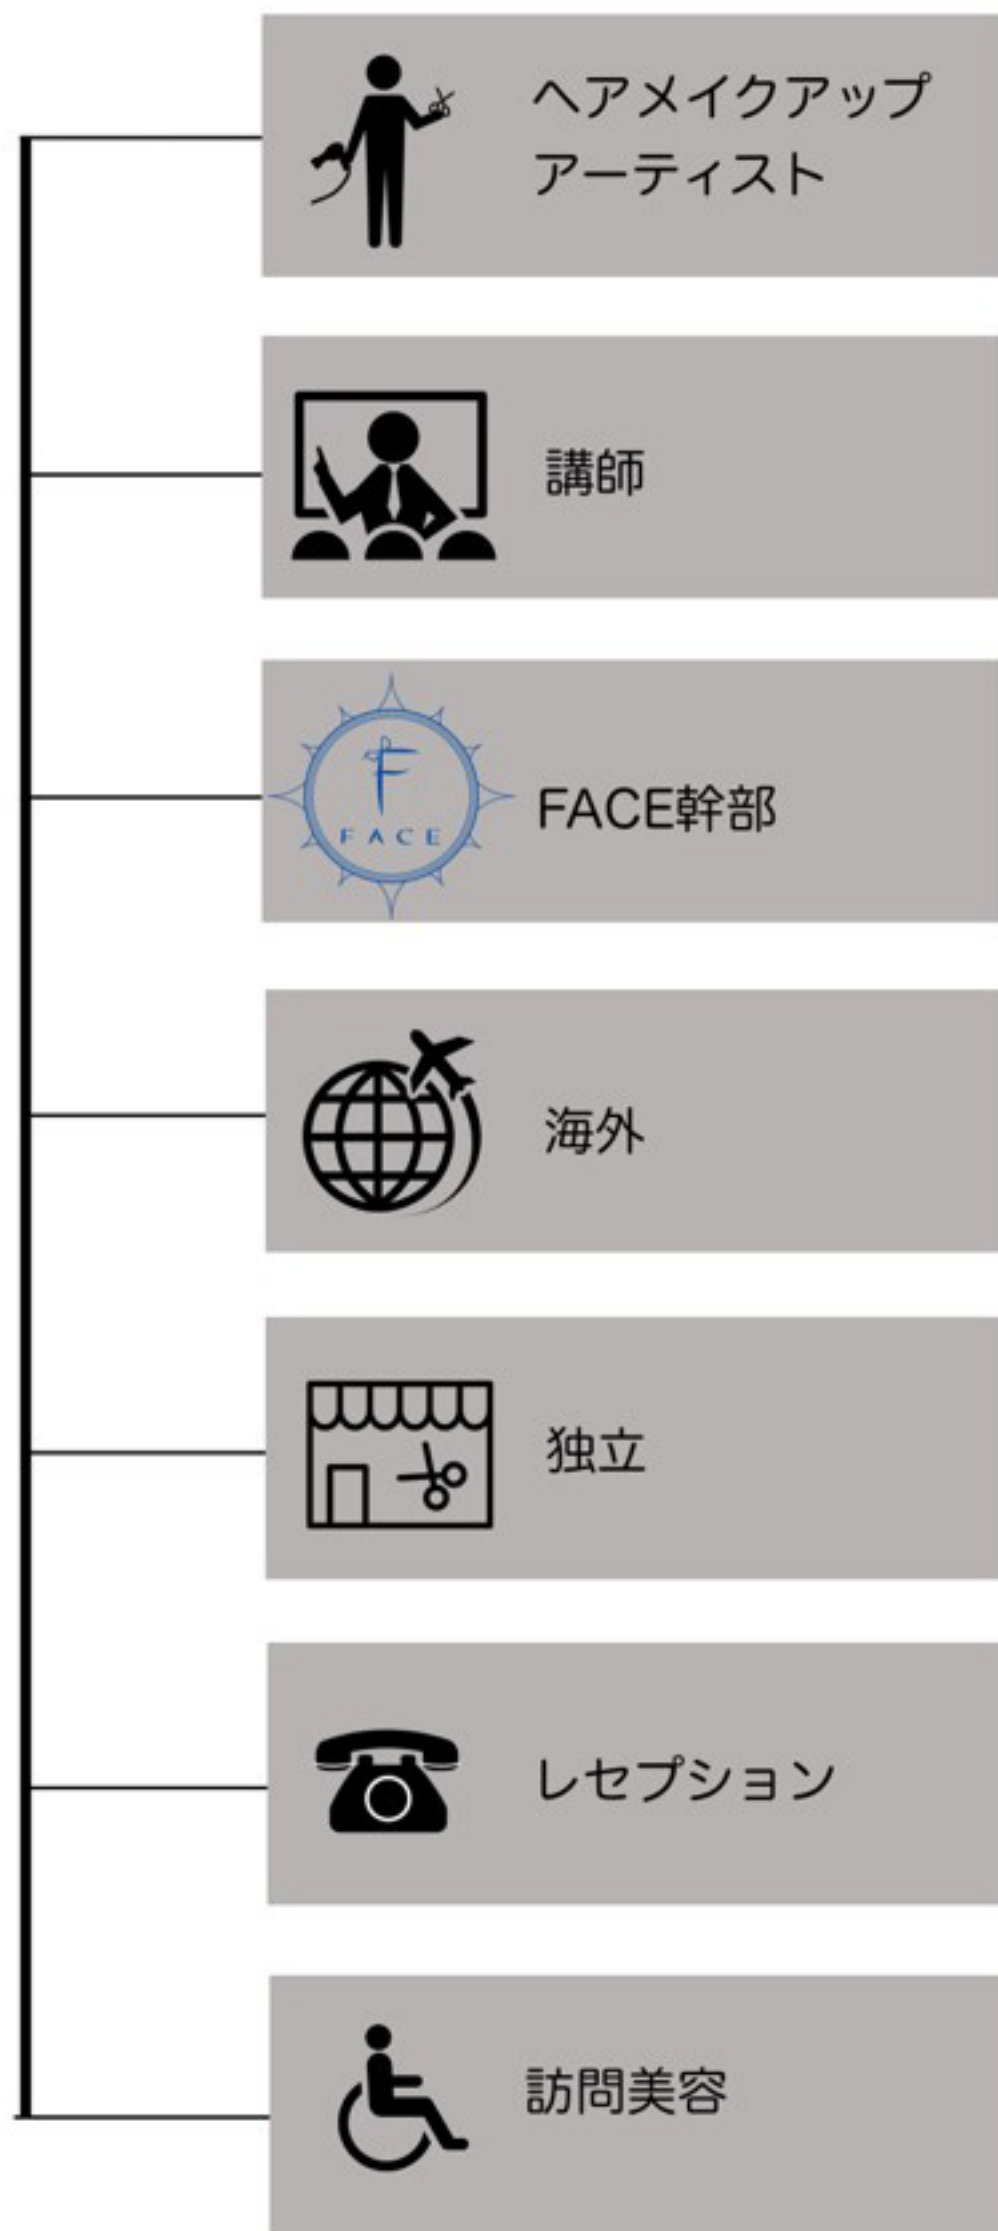 ヘアメイクアップ
アーティスト
講師
F
FACE
FACE幹部
海外
独立
レセプション
訪問美容